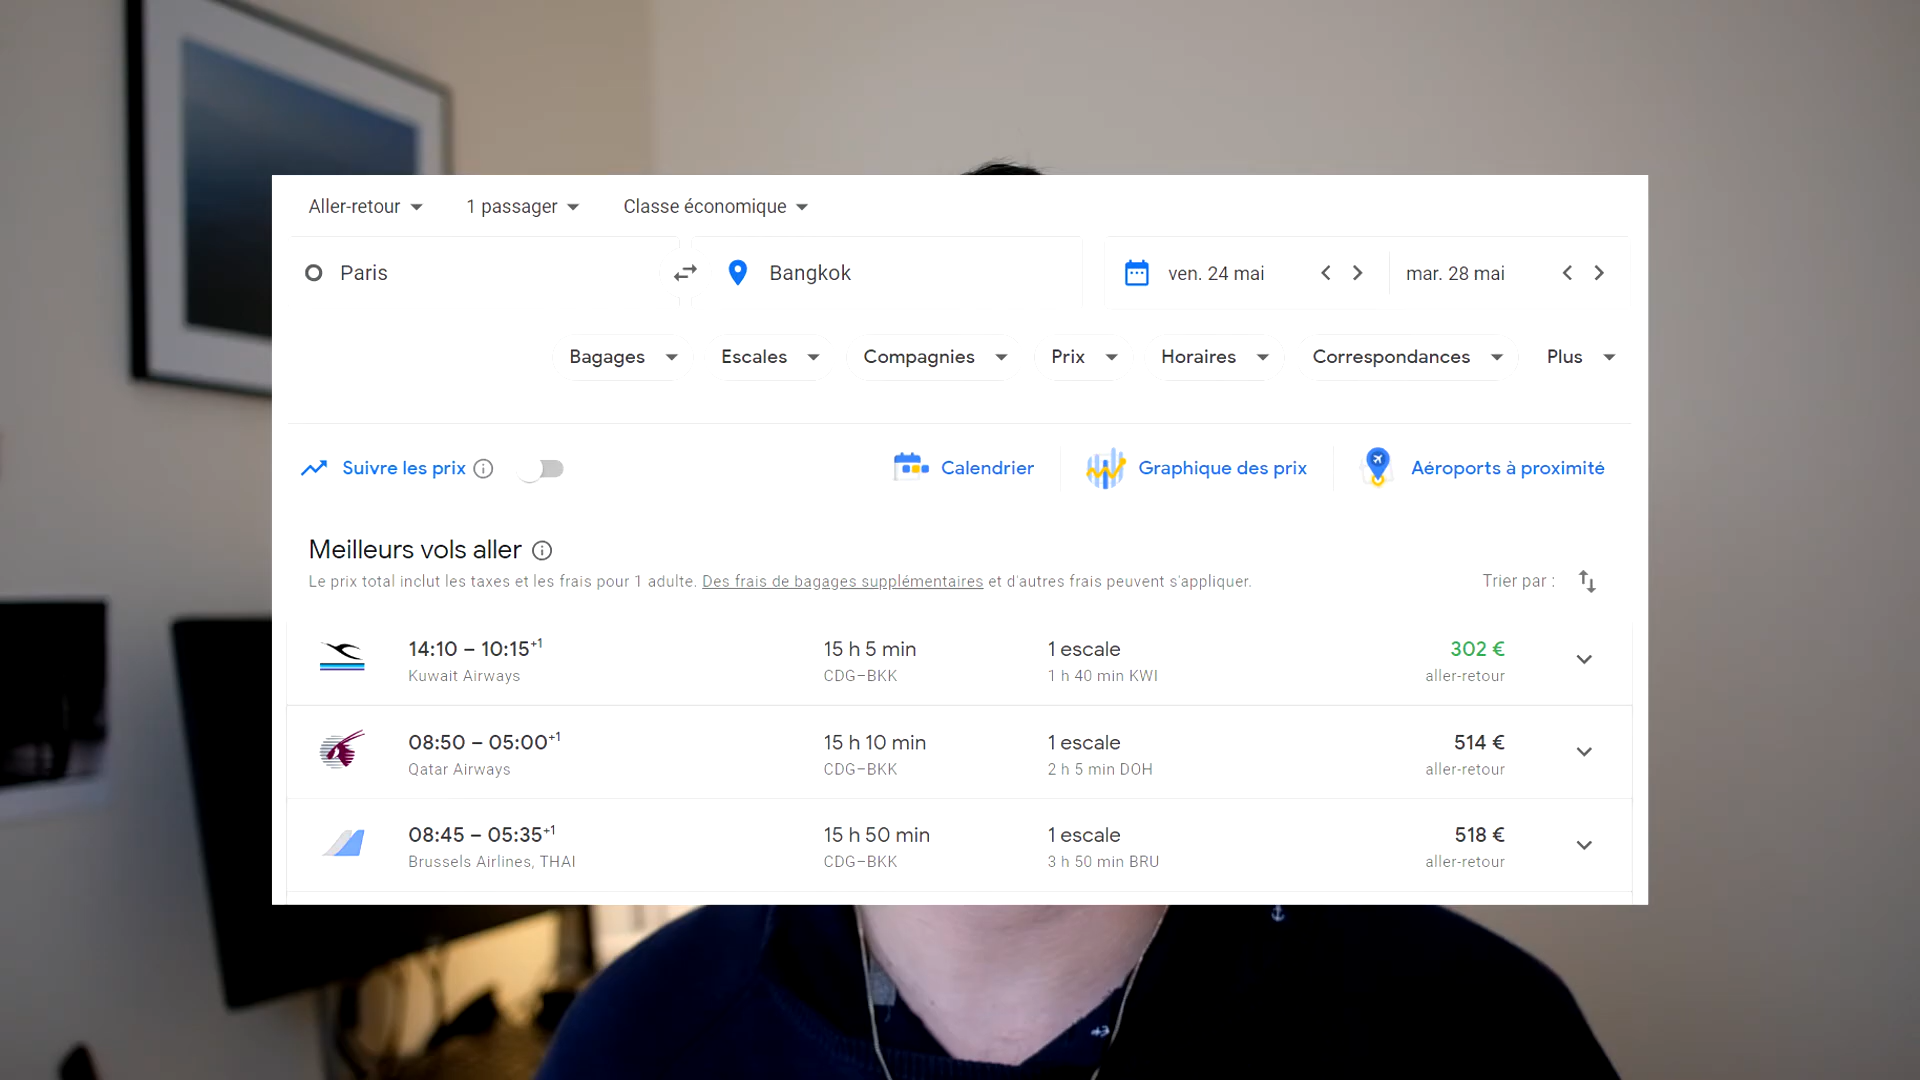 Aller-retour 1 passager Classe économique
Paris Bangkok ven. 24 mai mar. 28 mai
Bagages Escales Compagnies Prix Horaires Correspondances Plus
Suivre les prix Calendrier Graphique des prix Aéroports à proximité
Meilleurs vols aller
Le prix total inclut les taxes et les frais pour 1 adulte. Des frais de bagages supplémentaires et d'autres frais peuvent s'appliquer. Trier par :
14:10 – 10:15+1 15 h 5 min 1 escale 302 €
Kuwait Airways CDG–BKK 1 h 40 min KWI aller-retour
08:50 – 05:00+1 15 h 10 min 1 escale 514 €
Qatar Airways CDG–BKK 2 h 5 min DOH aller-retour
08:45 – 05:35+1 15 h 50 min 1 escale 518 €
Brussels Airlines, THAI CDG–BKK 3 h 50 min BRU aller-retour